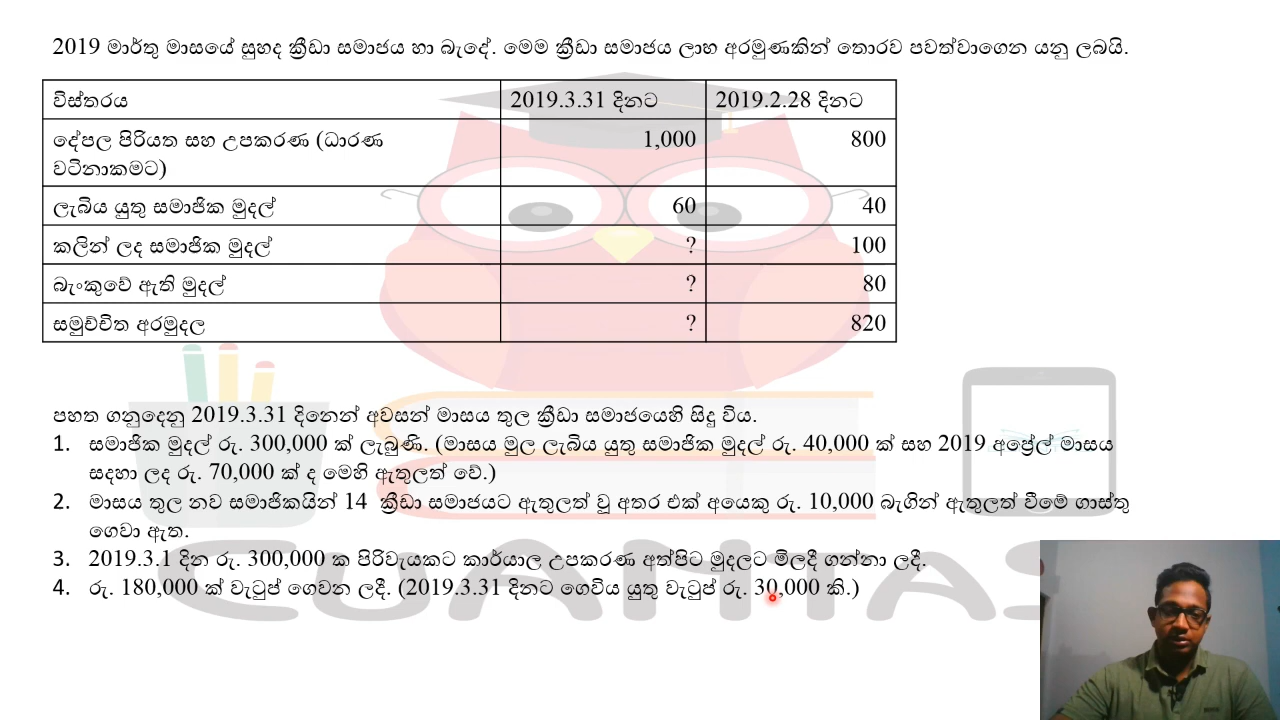 2019 මාර්තු මාසයේ සුහද ක්‍රීඩා සමාජය හා බැඳේ. මෙම ක්‍රීඩා සමාජය ලාභ අරමුණකින් තොරව පවත්වාගෙන යනු ලබයි.
විස්තරය 2019.3.31 දිනට 2019.2.28 දිනට
දේපල පිරියත සහ උපකරණ (ධාරණ 1,000 800
වටිනාකමට)
ලැබිය යුතු සමාජික මුදල් 60 40
කලින් ලද සමාජික මුදල් ? 100
බැංකුවේ ඇති මුදල් ? 80
සමුච්චිත අරමුදල ? 820
පහත ගනුදෙනු 2019.3.31 දිනෙන් අවසන් මාසය තුල ක්‍රීඩා සමාජයෙහි සිදු විය.
1. සමාජික මුදල් රු. 300,000 ක් ලැබුණි. (මාසය මුල ලැබිය යුතු සමාජික මුදල් රු. 40,000 ක් සහ 2019 අප්‍රේල් මාසය
සදහා ලද රු. 70,000 ක් ද මෙහි ඇතුලත් වේ.)
2. මාසය තුල නව සමාජිකයින් 14 ක්‍රීඩා සමාජයට ඇතුලත් වූ අතර එක් අයෙකු රු. 10,000 බැගින් ඇතුලත් වීමේ ගාස්තු
ගෙවා ඇත.
3. 2019.3.1 දින රු. 300,000 ක පිරිවැයකට කාර්යාල උපකරණ අත්පිට මුදලට මිලදී ගන්නා ලදී.
4. රු. 180,000 ක් වැටුප් ගෙවන ලදී. (2019.3.31 දිනට ගෙවිය යුතු වැටුප් රු. 30,000 කි.)